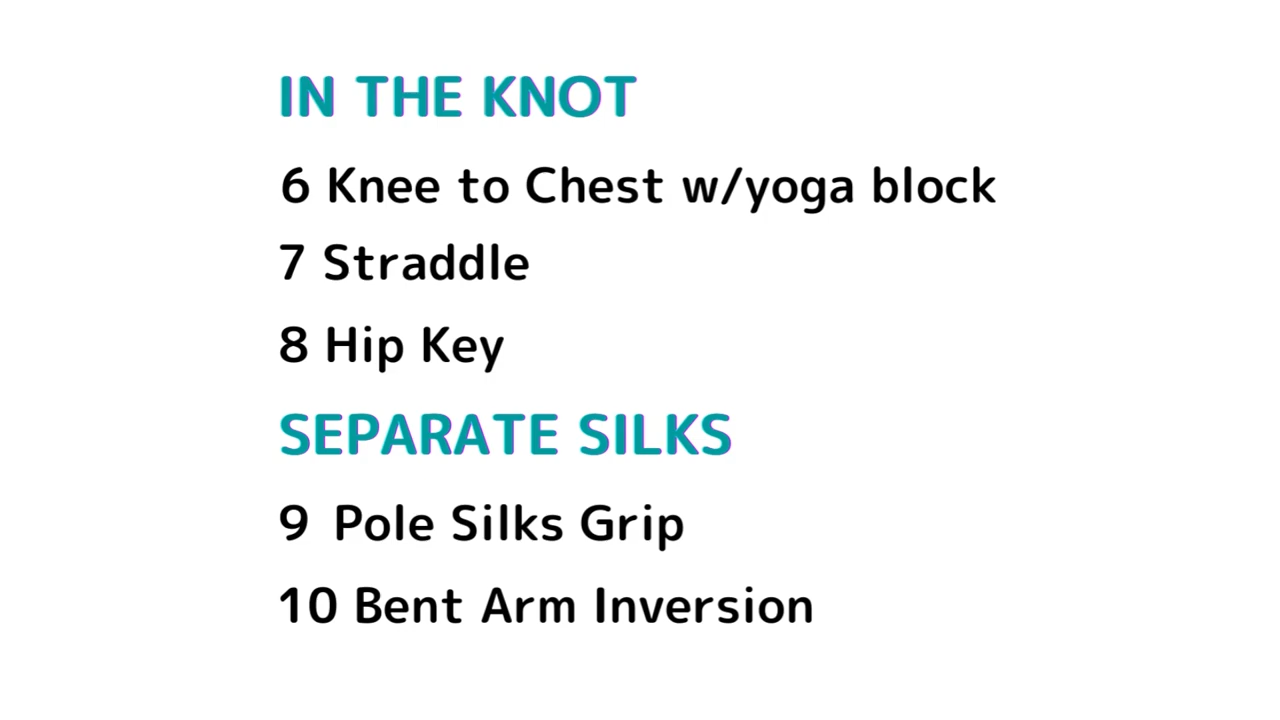 IN THE KNOT
6 Knee to Chest w/yoga block
7 Straddle
8 Hip Key
SEPARATE SILKS
9 Pole Silks Grip
10 Bent Arm Inversion